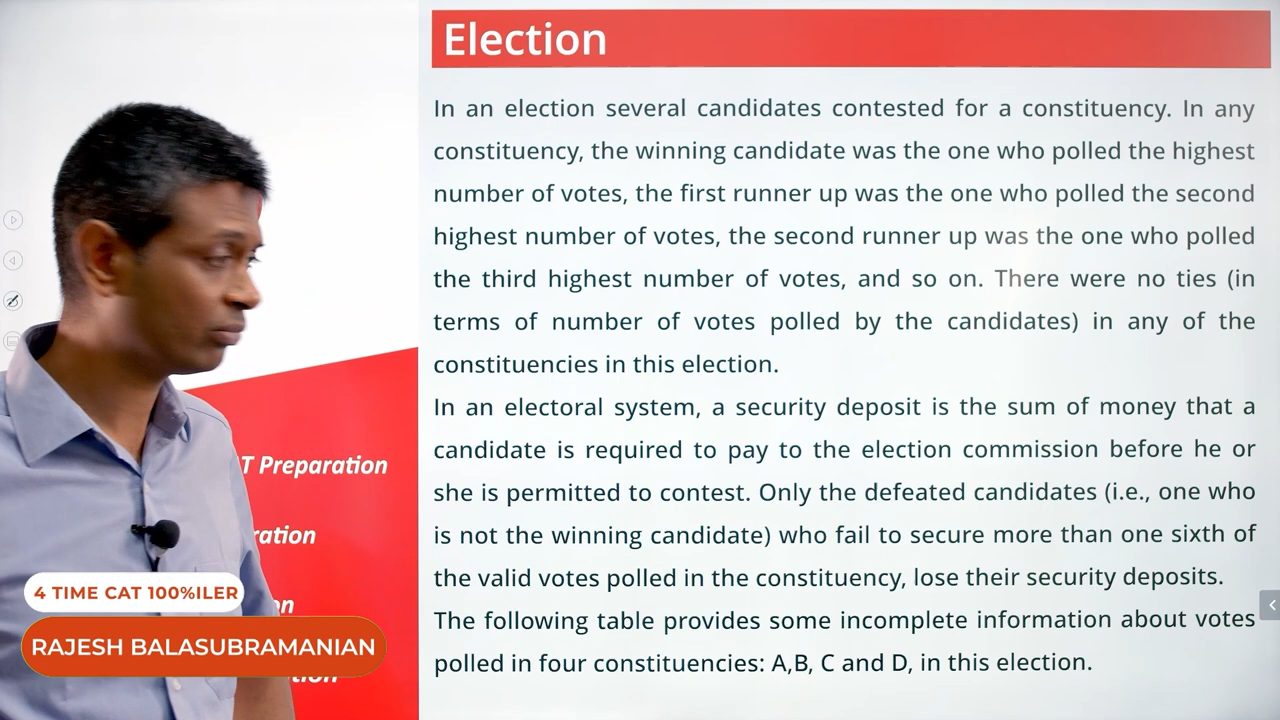 Election
In an election several candidates contested for a constituency. In any
constituency, the winning candidate was the one who polled the highest
number of votes, the first runner up was the one who polled the second
highest number of votes, the second runner up was the one who polled
the third highest number of votes, and so on. There were no ties (in
terms of number of votes polled by the candidates) in any of the
constituencies in this election.
In an electoral system, a security deposit is the sum of money that a
candidate is required to pay to the election commission before he or
she is permitted to contest. Only the defeated candidates (i.e., one who
is not the winning candidate) who fail to secure more than one sixth of
the valid votes polled in the constituency, lose their security deposits.
The following table provides some incomplete information about votes
polled in four constituencies: A,B, C and D, in this election.
T Preparation
ration
on
tion
4 TIME CAT 100%ILER
RAJESH BALASUBRAMANIAN